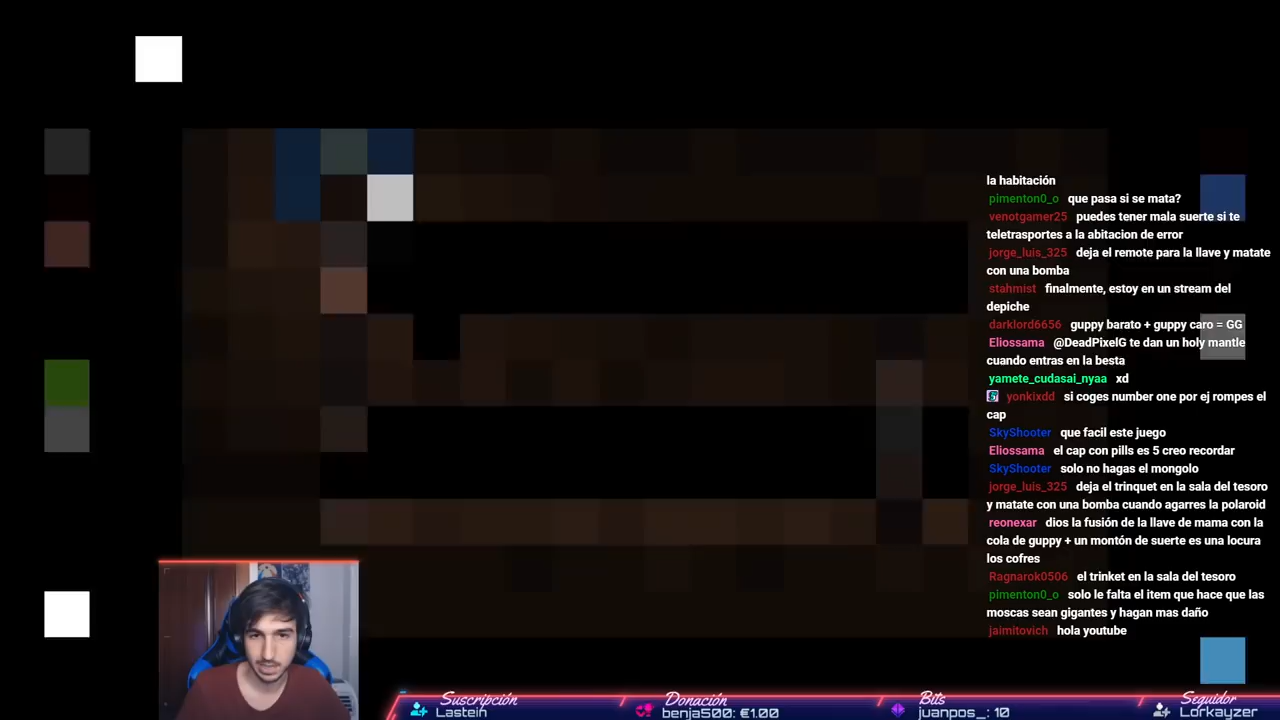 la habitación
pimenton0_o que pasa si se mata?
venotgamer25 puedes tener mala suerte si te
teletrasportes a la abitacion de error
jorge_luis_325 deja el remote para la llave y matate
con una bomba
stahmist finalmente, estoy en un stream del
depiche
darklord6656 guppy barato + guppy caro = GG
Eliossama @DeadPixelG te dan un holy mantle
cuando entras en la besta
yamete_cudasai_nyaa xd
yonkixdd si coges number one por ej rompes el
cap
SkyShooter que facil este juego
Eliossama el cap con pills es 5 creo recordar
SkyShooter solo no hagas el mongolo
jorge_luis_325 deja el trinquet en la sala del tesoro
y matate con una bomba cuando agarres la polaroid
reonexar dios la fusión de la llave de mama con la
cola de guppy + un montón de suerte es una locura
los cofres
Ragnarok0506 el trinket en la sala del tesoro
pimenton0_o solo le falta el item que hace que las
moscas sean gigantes y hagan mas daño
jaimitovich hola youtube
Suscripción Donación Bits Seguidor
Lastein benja500: €1.00 juanpos_: 10 Lorkayzer